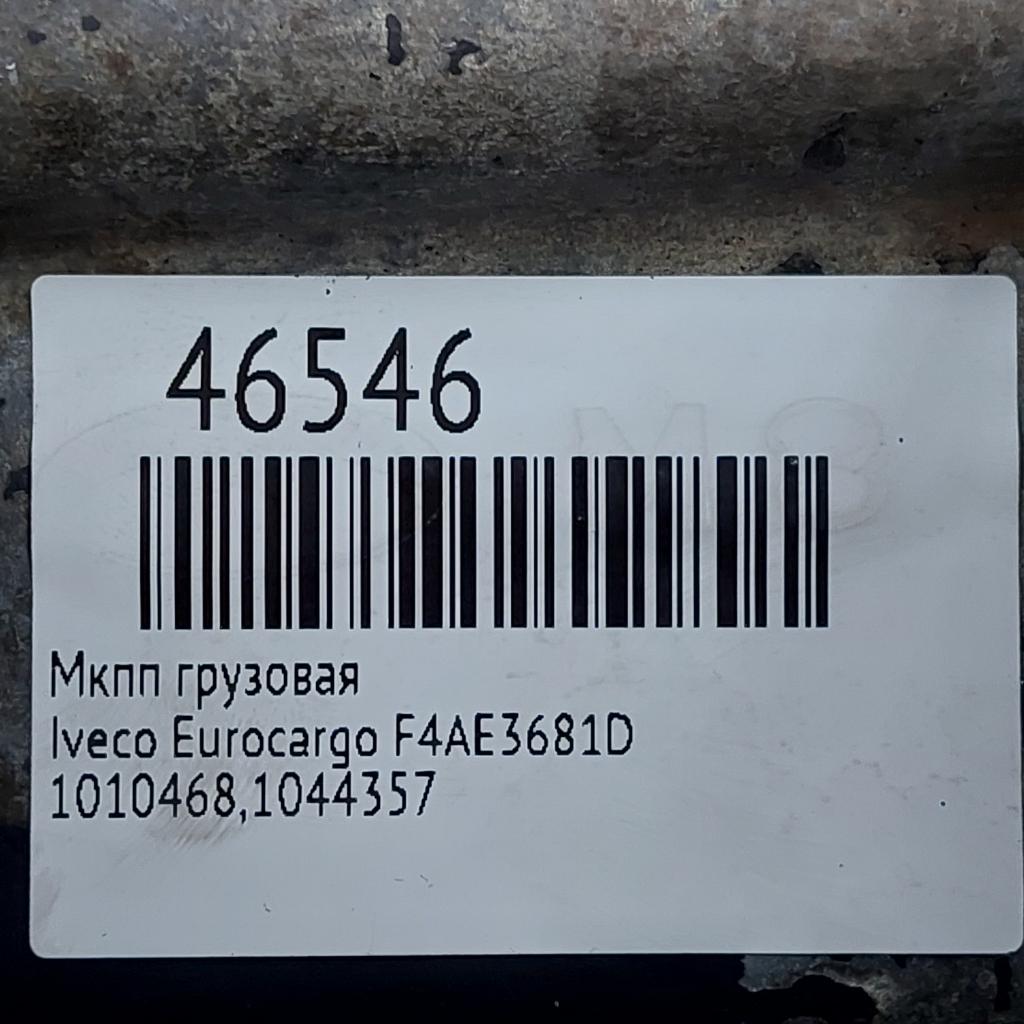 46546
Мкпп грузовая
Iveco Eurocargo F4AE3681D
1010468,1044357